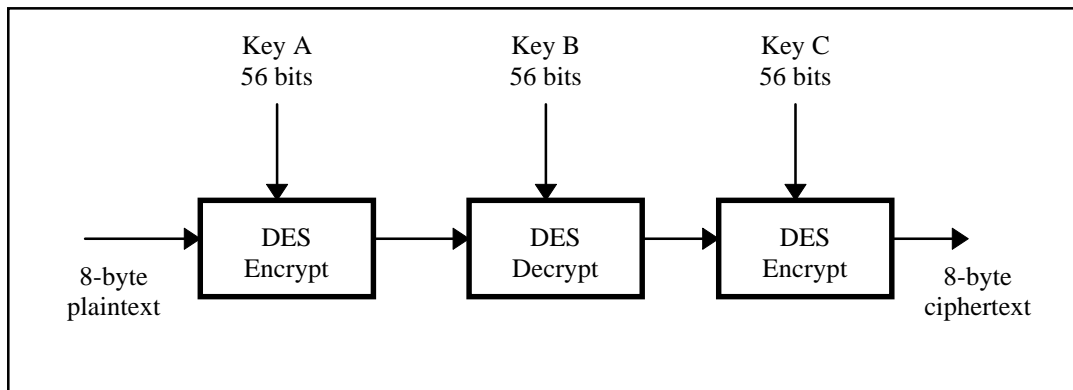 Key A
56 bits
Key B
56 bits
Key C
56 bits
DES
Encrypt
DES
Decrypt
DES
Encrypt
8-byte
plaintext
8-byte
ciphertext